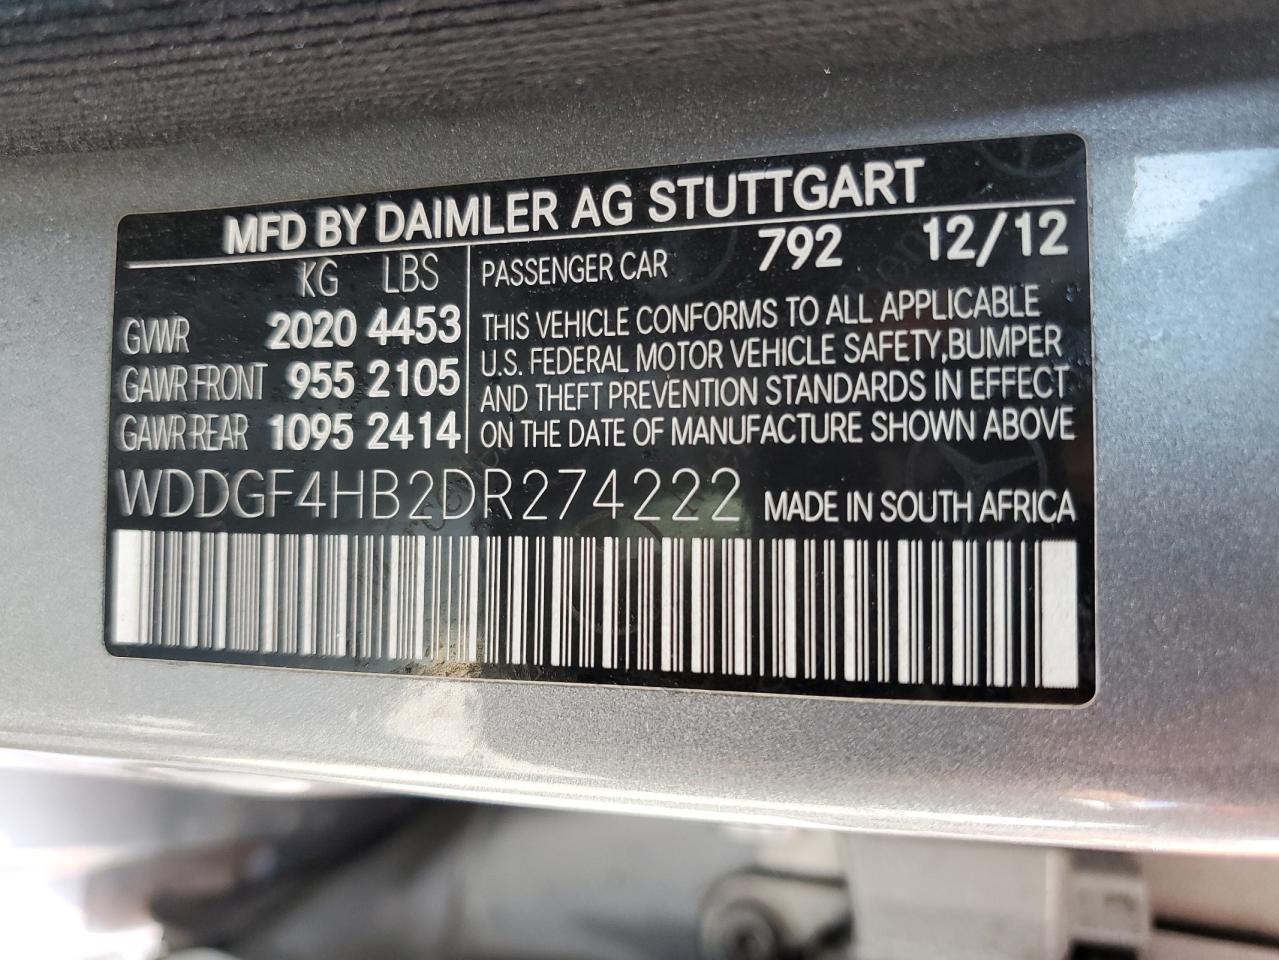 MFD BY DAIMLER AG STUTTGART
KG LBS
GVWR 2020 4453
GAWR FRONT 955 2105
GAWR REAR 1095 2414
PASSENGER CAR 792 12/12
THIS VEHICLE CONFORMS TO ALL APPLICABLE
U.S. FEDERAL MOTOR VEHICLE SAFETY,BUMPER
AND THEFT PREVENTION STANDARDS IN EFFECT
ON THE DATE OF MANUFACTURE SHOWN ABOVE
WDDGF4HB2DR274222 MADE IN SOUTH AFRICA